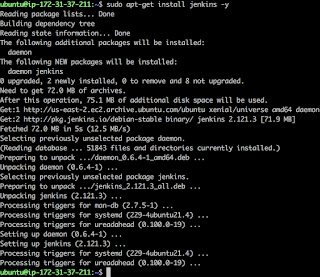 ubuntu@ip-172-31-37-211:~$ sudo apt-get install jenkins -y
Reading package lists... Done
Building dependency tree
Reading state information... Done
The following additional packages will be installed:
  daemon
The following NEW packages will be installed:
  daemon jenkins
0 upgraded, 2 newly installed, 0 to remove and 8 not upgraded.
Need to get 72.0 MB of archives.
After this operation, 75.1 MB of additional disk space will be used.
Get:1 http://us-east-2.ec2.archive.ubuntu.com/ubuntu xenial/universe amd64 daemon
Get:2 http://pkg.jenkins.io/debian-stable binary/ jenkins 2.121.3 [71.9 MB]
Fetched 72.0 MB in 5s (12.5 MB/s)
Selecting previously unselected package daemon.
(Reading database ... 51843 files and directories currently installed.)
Preparing to unpack .../daemon_0.6.4-1_amd64.deb ...
Unpacking daemon (0.6.4-1) ...
Selecting previously unselected package jenkins.
Preparing to unpack .../jenkins_2.121.3_all.deb ...
Unpacking jenkins (2.121.3) ...
Processing triggers for man-db (2.7.5-1) ...
Processing triggers for systemd (229-4ubuntu21.4) ...
Processing triggers for ureadahead (0.100.0-19) ...
Setting up daemon (0.6.4-1) ...
Setting up jenkins (2.121.3) ...
Processing triggers for systemd (229-4ubuntu21.4) ...
Processing triggers for ureadahead (0.100.0-19) ...
ubuntu@ip-172-31-37-211:~$